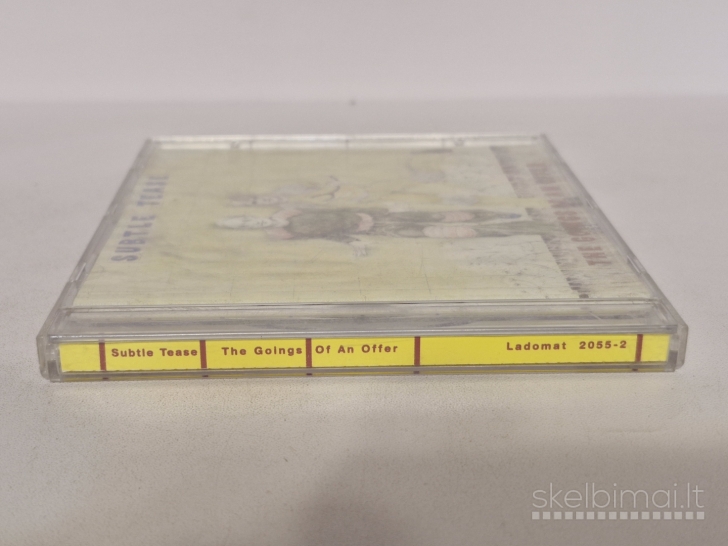 SUBTLE TEASE
Subtle Tease The Goings Of An Offer Ladomat 2055-2
skelbimai.lt